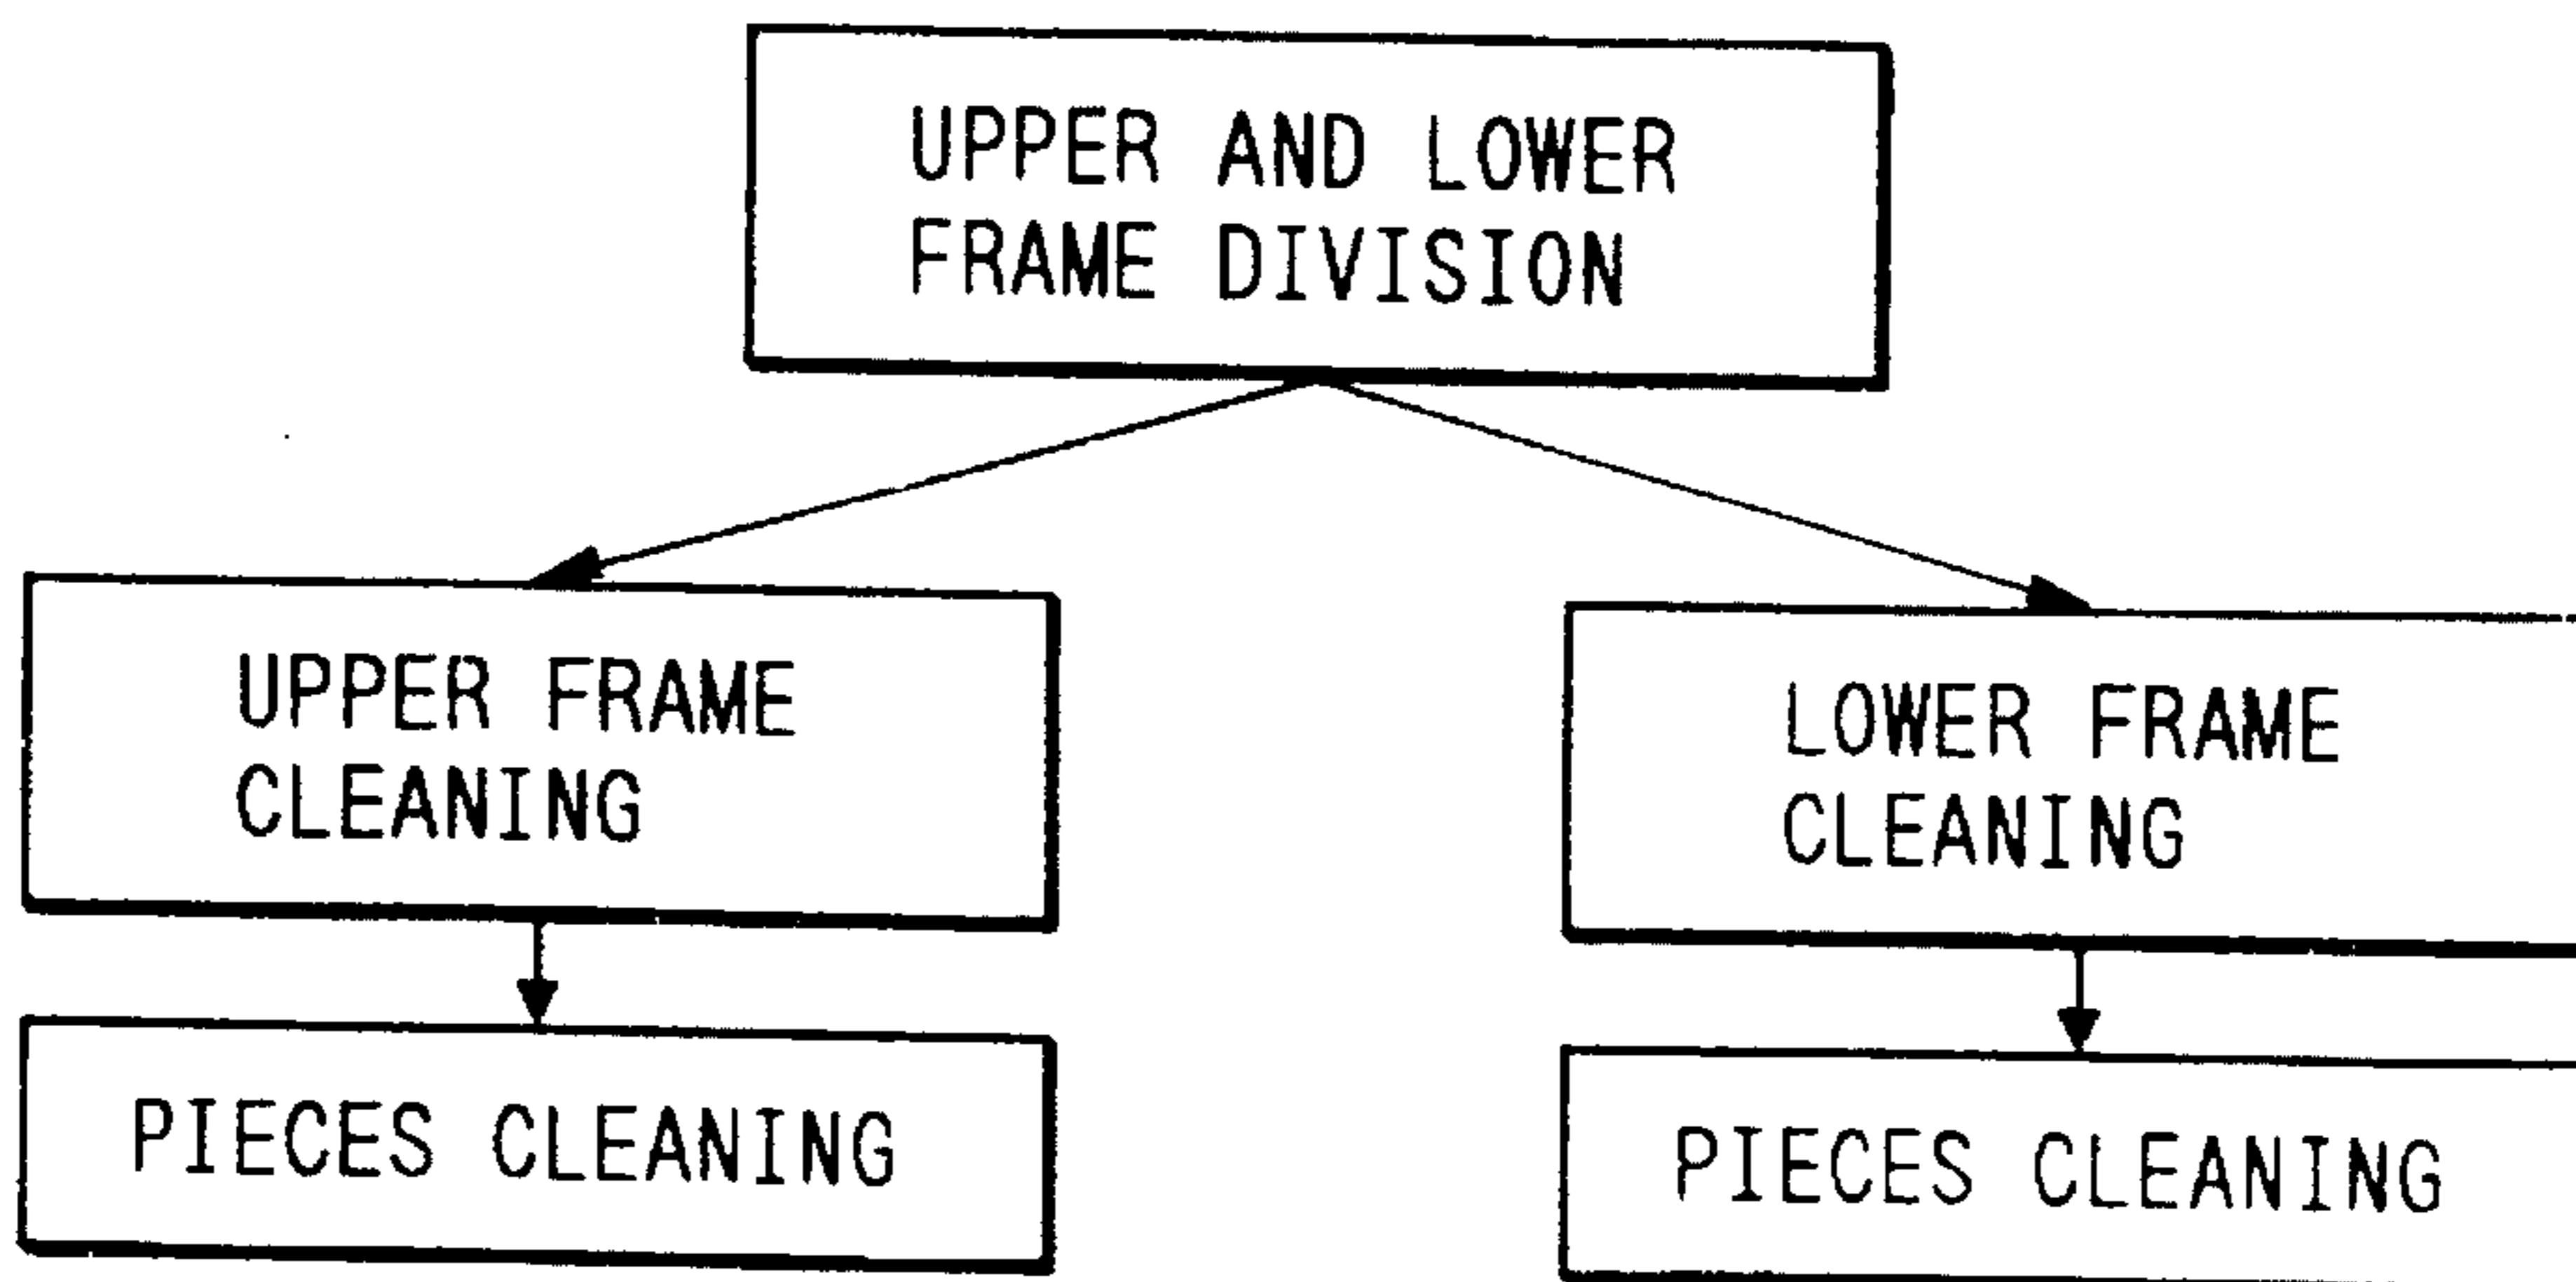 UPPER AND LOWER
FRAME DIVISION
UPPER FRAME
CLEANING
LOWER FRAME
CLEANING
PIECES CLEANING
PIECES CLEANING